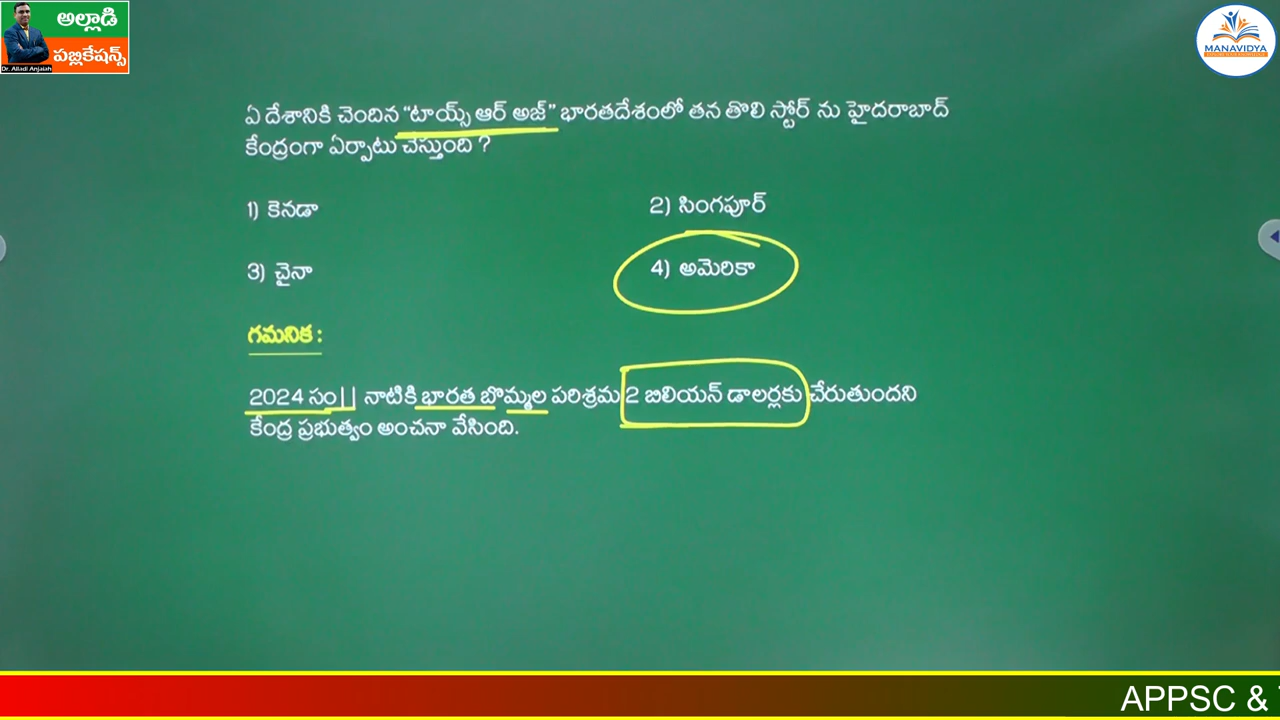 అల్లాడి
పబ్లికేషన్స్
Dr. Alladi Anjaiah
MANAVIDYA
ఏ దేశానికి చెందిన “టాయ్స్ ఆర్ అజ్” భారతదేశంలో తన తొలి స్టోర్ ను హైదరాబాద్
కేంద్రంగా ఏర్పాటు చేస్తుంది ?
1) కెనడా
2) సింగపూర్
3) చైనా
4) అమెరికా
గమనిక :
2024 సం|| నాటికి భారత బొమ్మల పరిశ్రమ 2 బిలియన్ డాలర్లకు చేరుతుందని
కేంద్ర ప్రభుత్వం అంచనా వేసింది.
APPSC &